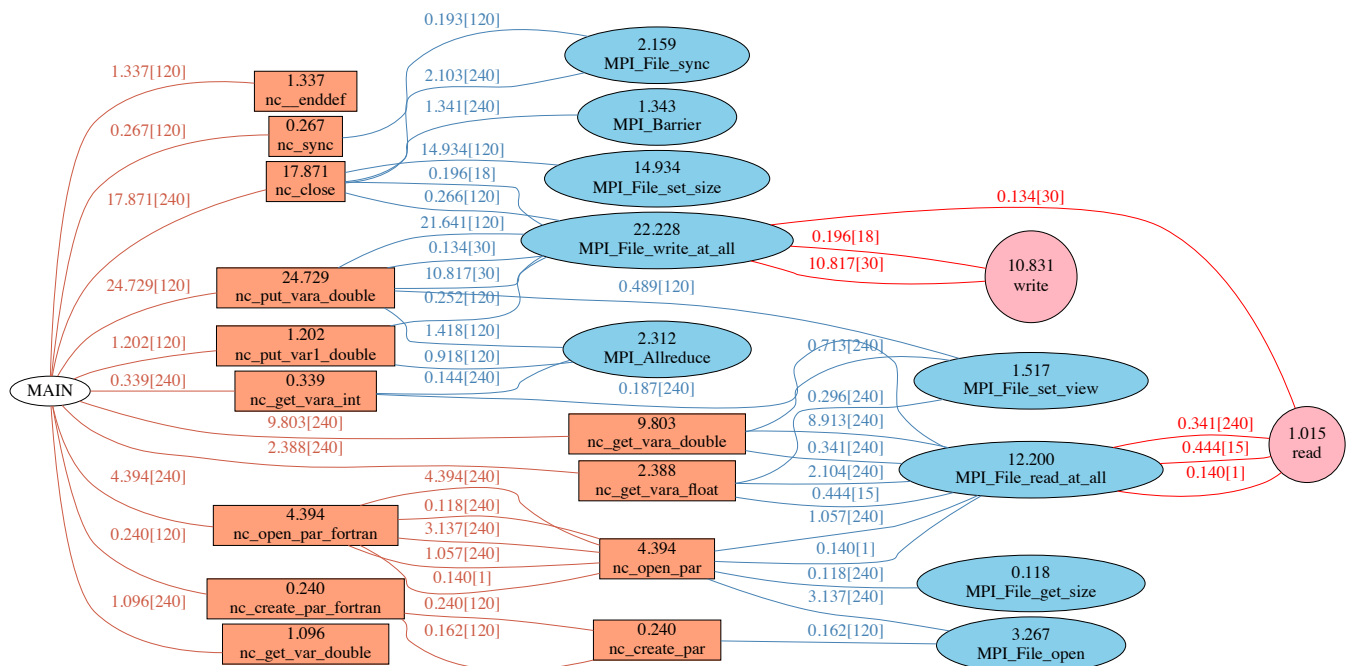 0.193[120]
2.159
MPI_File_sync
1.337[120]
1.337
nc__enddef
2.103[240]
1.341[240]
1.343
MPI_Barrier
0.267[120]
0.267
nc_sync
14.934[120]
14.934
MPI_File_set_size
17.871
nc_close
0.196[18]
17.871[240]
0.266[120]
0.134[30]
21.641[120]
22.228
MPI_File_write_at_all
0.196[18]
0.134[30]
10.817[30]
10.831
write
24.729[120]
24.729
nc_put_vara_double
10.817[30]
0.489[120]
0.252[120]
1.202[120]
1.202
nc_put_var1_double
1.418[120]
2.312
MPI_Allreduce
0.713[240]
0.918[120]
1.517
MPI_File_set_view
MAIN
0.339[240]
0.339
nc_get_vara_int
0.144[240]
0.187[240]
0.296[240]
9.803[240]
9.803
nc_get_vara_double
8.913[240]
0.341[240]
0.341[240]
1.015
read
2.388[240]
2.388
nc_get_vara_float
2.104[240]
12.200
MPI_File_read_at_all
0.444[15]
0.140[1]
4.394[240]
4.394[240]
0.444[15]
0.118[240]
1.057[240]
4.394
nc_open_par_fortran
3.137[240]
4.394
nc_open_par
0.140[1]
0.240[120]
1.057[240]
0.118[240]
0.118
MPI_File_get_size
0.140[1]
3.137[240]
0.240
nc_create_par_fortran
0.240[120]
1.096[240]
0.162[120]
0.240
nc_create_par
0.162[120]
3.267
MPI_File_open
1.096
nc_get_var_double